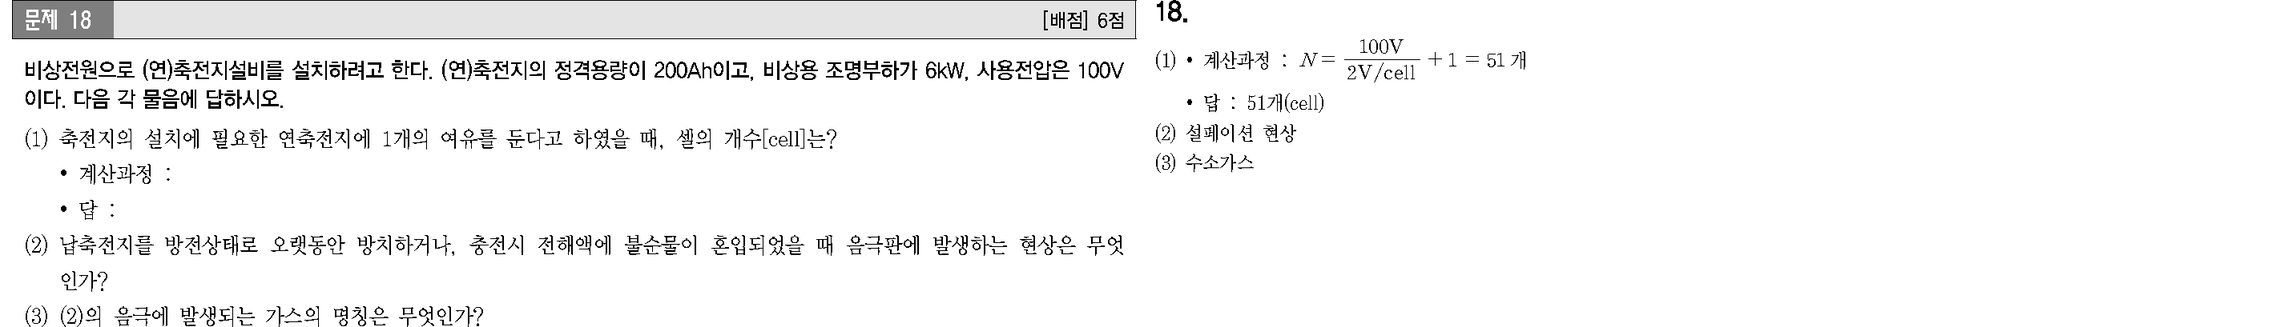 문제 18
[배점] 6점
비상전원으로 (연)축전지설비를 설치하려고 한다. (연)축전지의 정격용량이 200Ah이고, 비상용 조명부하가 6kW, 사용전압은 100V
이다. 다음 각 물음에 답하시오.
(1) 축전지의 설치에 필요한 연축전지에 1개의 여유를 둔다고 하였을 때, 셀의 개수[cell]는?
• 계산과정 :
• 답 :
(2) 납축전지를 방전상태로 오랫동안 방치하거나, 충전시 전해액에 불순물이 혼입되었을 때 음극판에 발생하는 현상은 무엇
인가?
(3) (2)의 음극에 발생되는 가스의 명칭은 무엇인가?
18.
(1) • 계산과정 : N = 100V / 2V/cell + 1 = 51 개
• 답 : 51개(cell)
(2) 설페이션 현상
(3) 수소가스